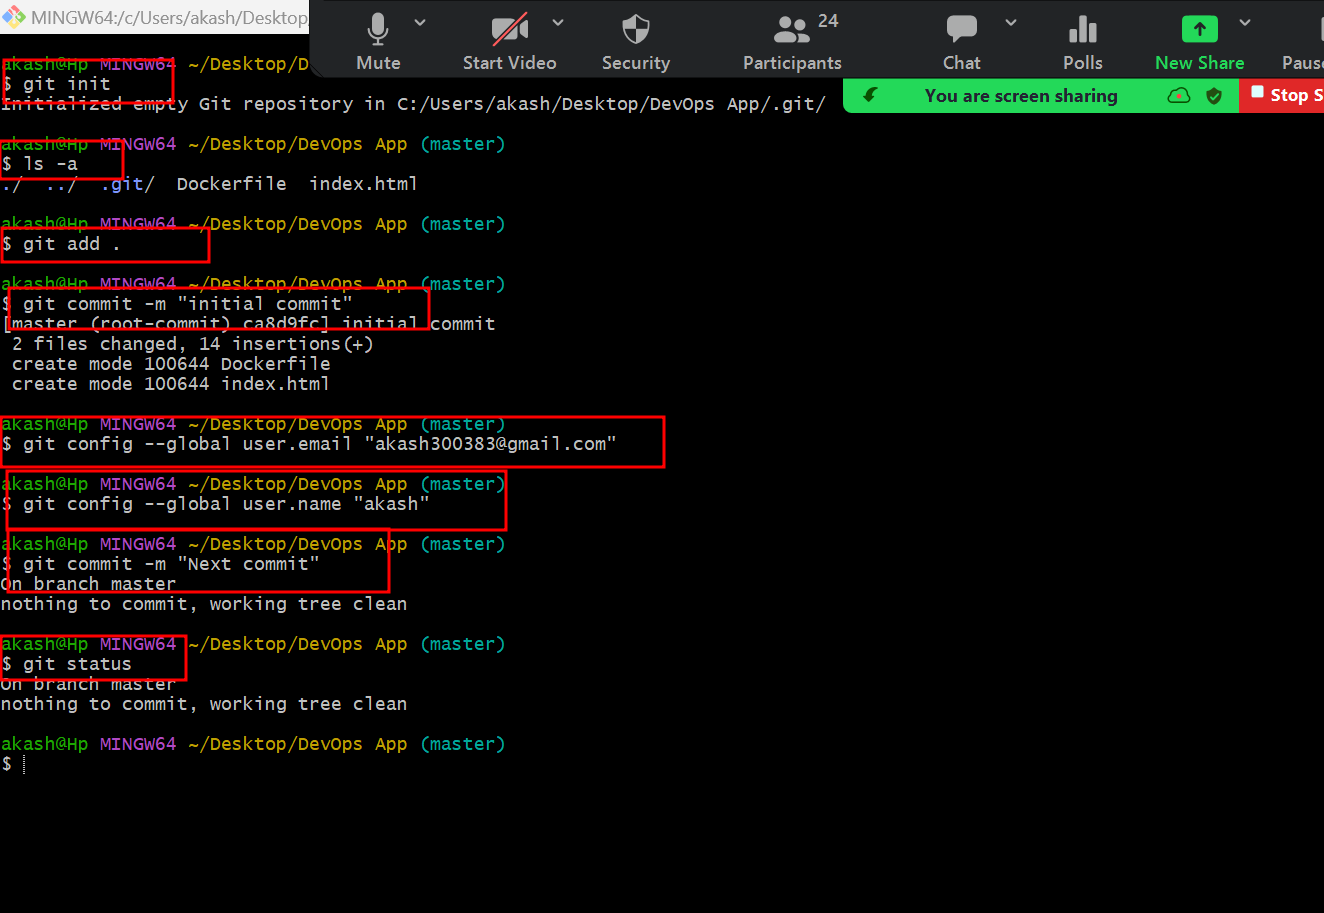 MINGW64:/c/Users/akash/Desktop
Mute
Start Video
Security
24
Participants
Chat
Polls
New Share
You are screen sharing
akash@Hp MINGW64 ~/Desktop/D
$ git init
Initialized empty Git repository in C:/Users/akash/Desktop/DevOps App/.git/
akash@Hp MINGW64 ~/Desktop/DevOps App (master)
$ ls -a
./ ../ .git/ Dockerfile index.html
akash@Hp MINGW64 ~/Desktop/DevOps App (master)
$ git add .
akash@Hp MINGW64 ~/Desktop/DevOps App (master)
$ git commit -m "initial commit"
[master (root-commit) ca8d9fc] initial commit
2 files changed, 14 insertions(+)
create mode 100644 Dockerfile
create mode 100644 index.html
akash@Hp MINGW64 ~/Desktop/DevOps App (master)
$ git config --global user.email "akash300383@gmail.com"
akash@Hp MINGW64 ~/Desktop/DevOps App (master)
$ git config --global user.name "akash"
akash@Hp MINGW64 ~/Desktop/DevOps App (master)
$ git commit -m "Next commit"
On branch master
nothing to commit, working tree clean
akash@Hp MINGW64 ~/Desktop/DevOps App (master)
$ git status
On branch master
nothing to commit, working tree clean
akash@Hp MINGW64 ~/Desktop/DevOps App (master)
$
Stop S
Paus